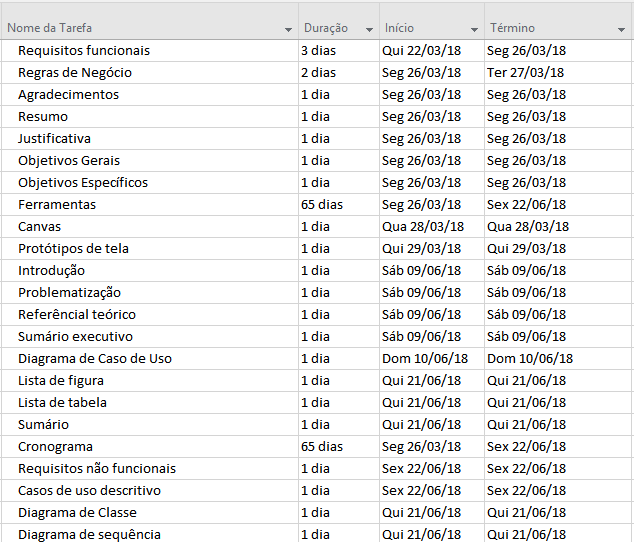 Nome da Tarefa Duração Início Término
Requisitos funcionais 3 dias Qui 22/03/18 Seg 26/03/18
Regras de Negócio 2 dias Seg 26/03/18 Ter 27/03/18
Agradecimentos 1 dia Seg 26/03/18 Seg 26/03/18
Resumo 1 dia Seg 26/03/18 Seg 26/03/18
Justificativa 1 dia Seg 26/03/18 Seg 26/03/18
Objetivos Gerais 1 dia Seg 26/03/18 Seg 26/03/18
Objetivos Específicos 1 dia Seg 26/03/18 Seg 26/03/18
Ferramentas 65 dias Seg 26/03/18 Sex 22/06/18
Canvas 1 dia Qua 28/03/18 Qua 28/03/18
Protótipos de tela 1 dia Qui 29/03/18 Qui 29/03/18
Introdução 1 dia Sáb 09/06/18 Sáb 09/06/18
Problematização 1 dia Sáb 09/06/18 Sáb 09/06/18
Referêncial teórico 1 dia Sáb 09/06/18 Sáb 09/06/18
Sumário executivo 1 dia Sáb 09/06/18 Sáb 09/06/18
Diagrama de Caso de Uso 1 dia Dom 10/06/18 Dom 10/06/18
Lista de figura 1 dia Qui 21/06/18 Qui 21/06/18
Lista de tabela 1 dia Qui 21/06/18 Qui 21/06/18
Sumário 1 dia Qui 21/06/18 Qui 21/06/18
Cronograma 65 dias Seg 26/03/18 Sex 22/06/18
Requisitos não funcionais 1 dia Sex 22/06/18 Sex 22/06/18
Casos de uso descritivo 1 dia Sex 22/06/18 Sex 22/06/18
Diagrama de Classe 1 dia Qui 21/06/18 Qui 21/06/18
Diagrama de sequência 1 dia Qui 21/06/18 Qui 21/06/18